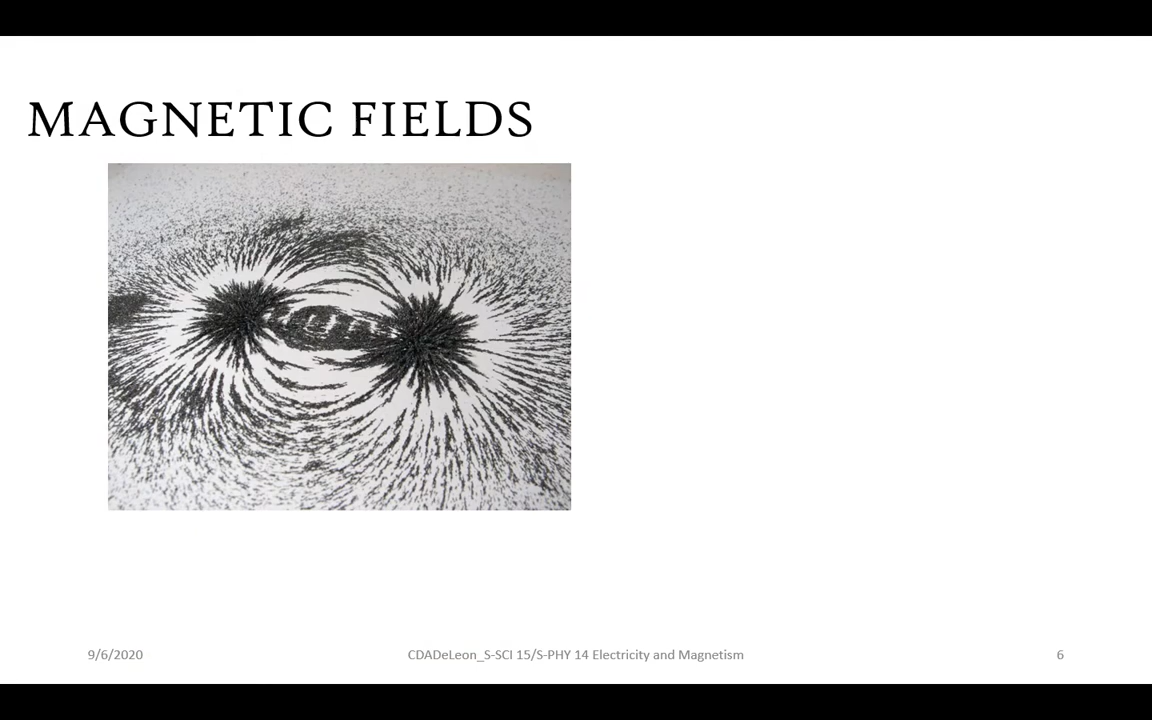 MAGNETIC FIELDS
9/6/2020
CDADeLeon_S-SCI 15/S-PHY 14 Electricity and Magnetism
6